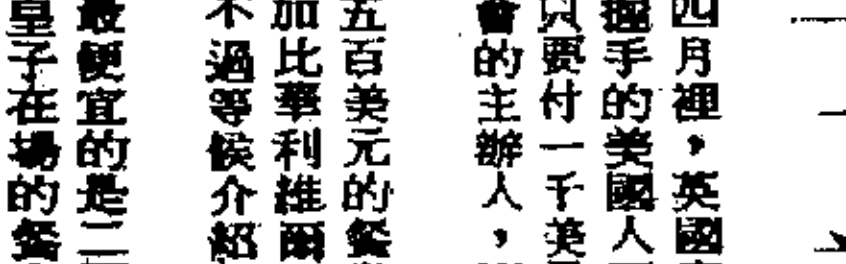 四月裡，英國
握手的美國人
只要付一千美
會的主辦人，
五百美元的餐
加比華利維爾
不過等候介紹
最便宜的是二
皇子在場的餐